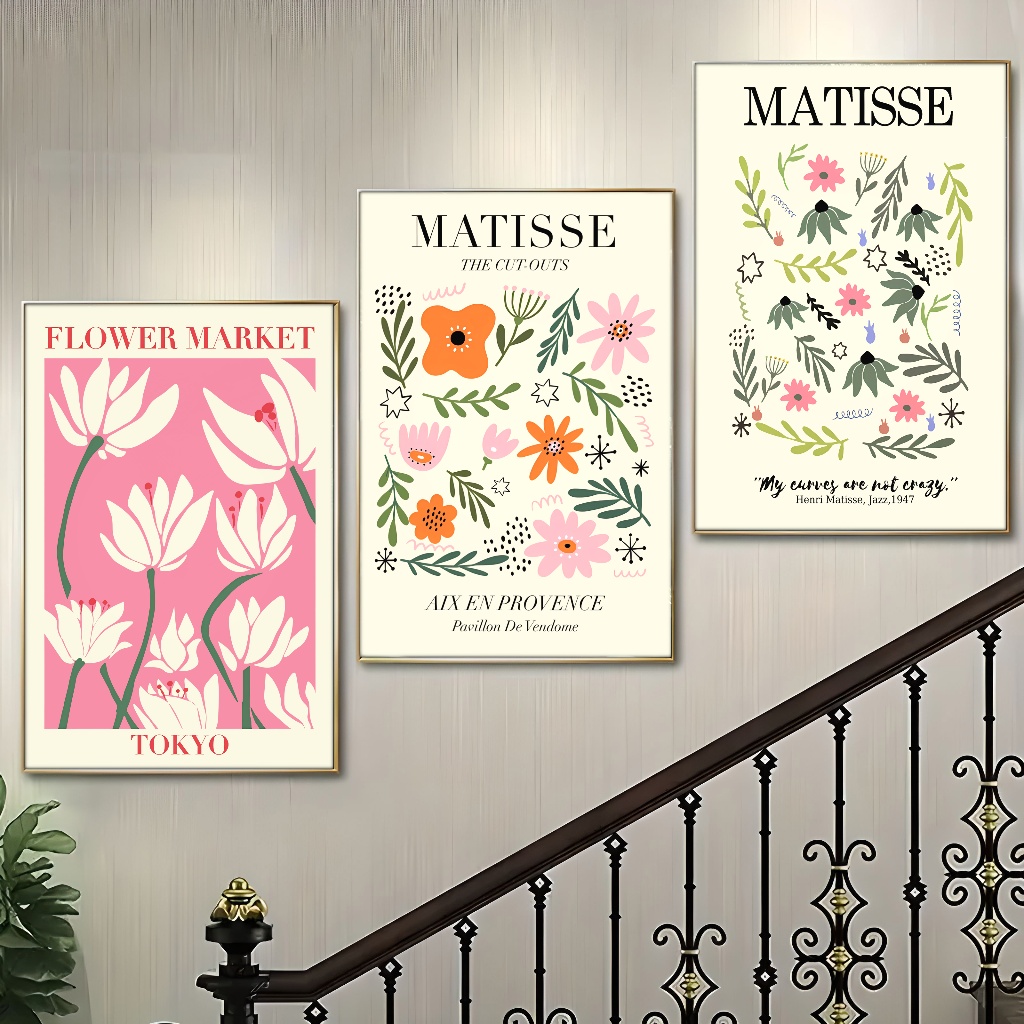 FLOWER MARKET
TOKYO
MATISSE
THE CUT-OUTS
AIX EN PROVENCE
Pavillon De Vendome
MATISSE
"My curves are not crazy."
Henri Matisse, Jazz,1947